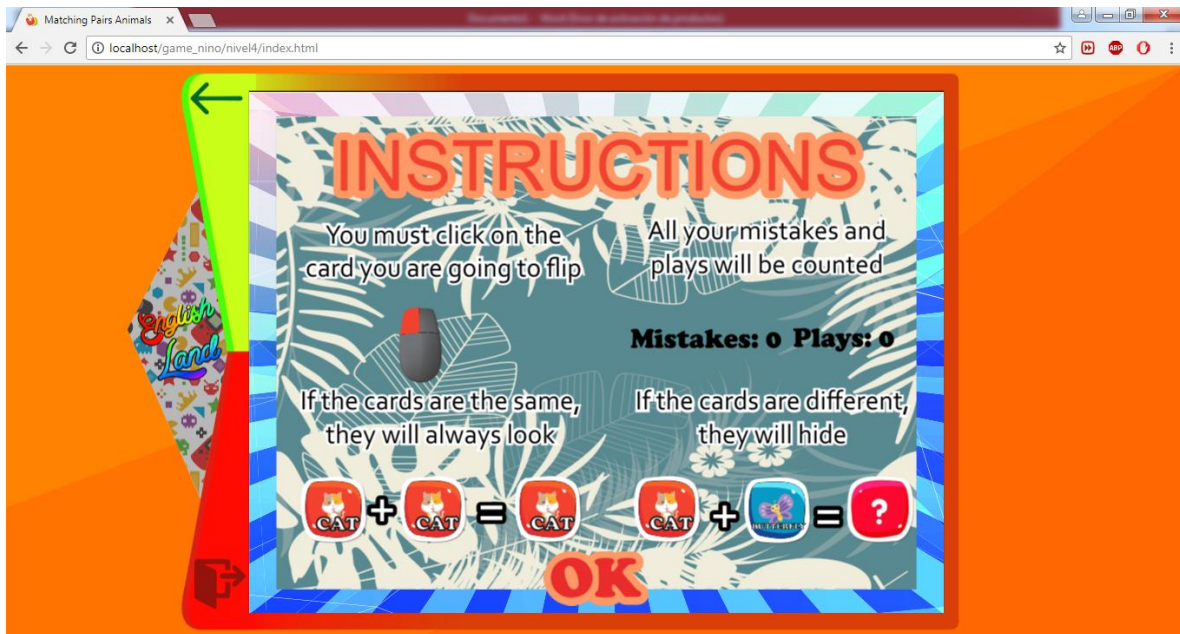 Matching Pairs Animals
localhost/game_nino/nivel4/index.html
ABP
English
Land
INSTRUCTIONS
You must click on the
card you are going to flip
All your mistakes and
plays will be counted
Mistakes: 0 Plays: 0
If the cards are the same,
they will always look
If the cards are different,
they will hide
CAT + CAT = CAT
CAT + BUTTERFLY = ?
OK